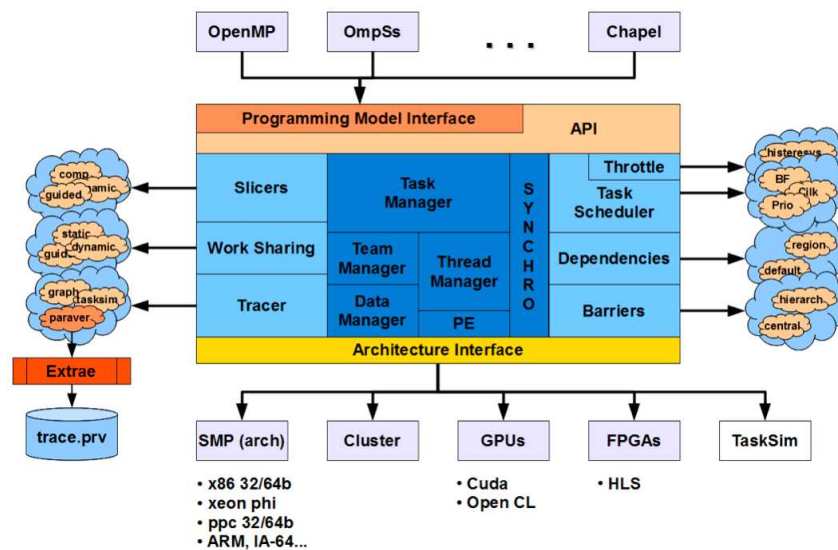 OpenMP
OmpSs
. . .
Chapel
Programming Model Interface
API
Slicers
Task
Manager
SYNCHRO
Throttle
Task
Scheduler
Work Sharing
Team
Manager
Thread
Manager
Dependencies
Tracer
Data
Manager
PE
Barriers
Architecture Interface
comp
guided
static
dynamic
graph
tasksim
paraver
Extrae
trace.prv
histeresys
BF
Cilk
Prio
region
default
hierarch
central
SMP (arch)
Cluster
GPUs
FPGAs
TaskSim
• x86 32/64b
• xeon phi
• ppc 32/64b
• ARM, IA-64...
• Cuda
• Open CL
• HLS